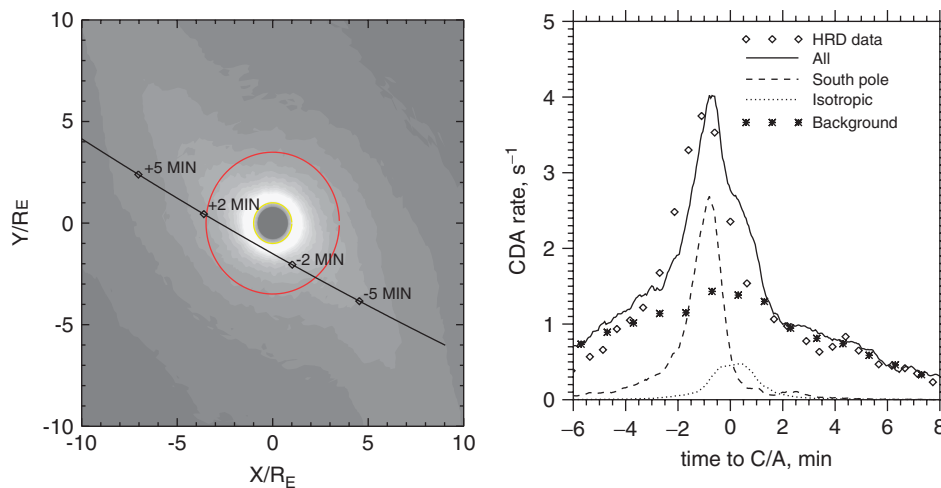 10
5
0
-5
-10
-10
-5
0
5
10
Y/RE
X/RE
+5 MIN
+2 MIN
-2 MIN
-5 MIN
5
4
3
2
1
0
−6
−4
−2
0
2
4
6
8
CDA rate, s−1
time to C/A, min
HRD data
All
South pole
Isotropic
Background